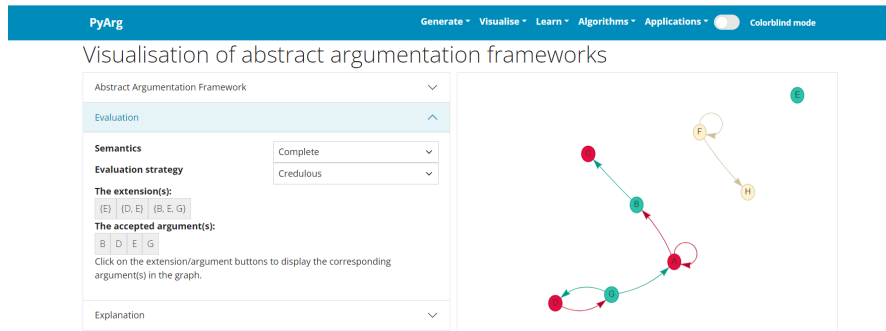 PyArg Generate Visualise Learn Algorithms Applications Colorblind mode
Visualisation of abstract argumentation frameworks
Abstract Argumentation Framework
Evaluation
Semantics Complete
Evaluation strategy Credulous
The extension(s):
{E} {D, E} {B, E, G}
The accepted argument(s):
B D E G
Click on the extension/argument buttons to display the corresponding
argument(s) in the graph.
Explanation
E
F
C
H
B
A
G
D